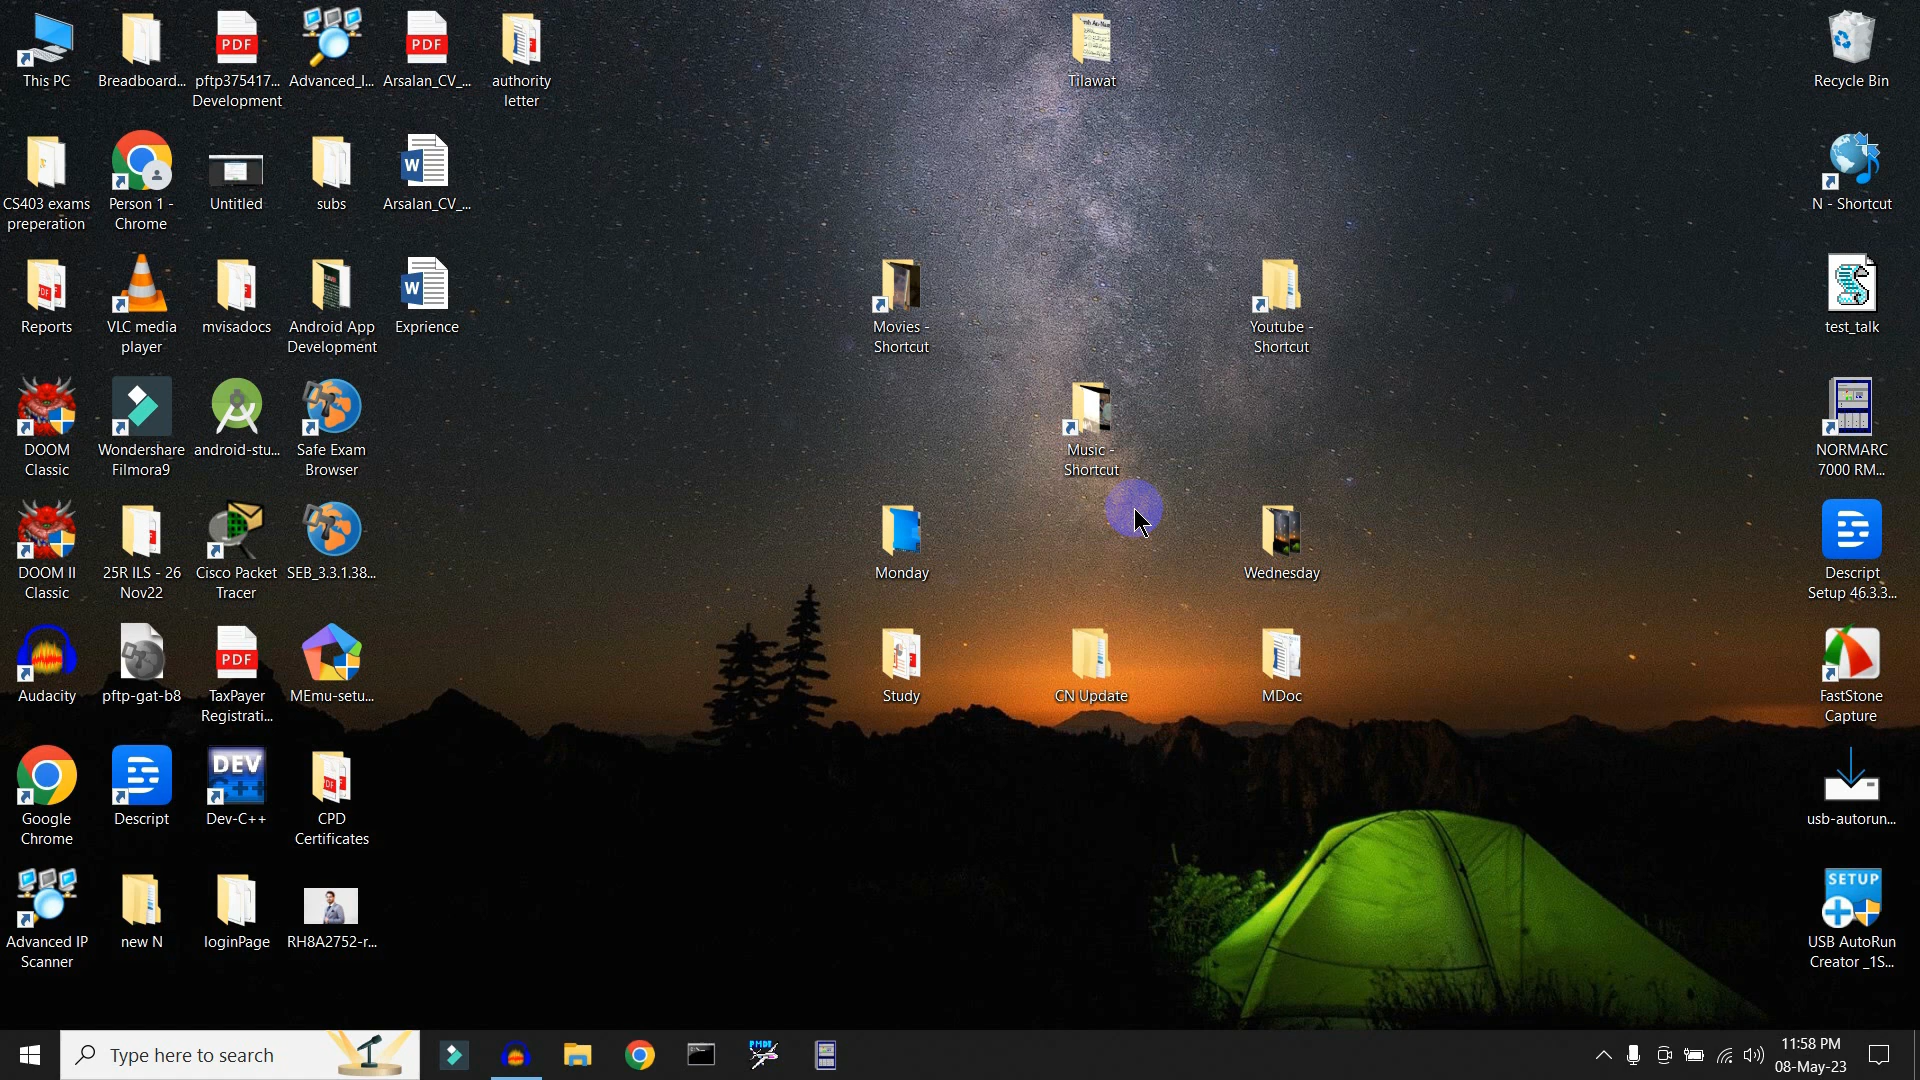 This PC
Breadboard...
pftp375417...
Development
Advanced_I...
Arsalan_CV_...
authority
letter
Tilawat
Recycle Bin
CS403 exams
preperation
Person 1 -
Chrome
Untitled
subs
Arsalan_CV_...
N - Shortcut
Reports
VLC media
player
mvisadocs
Android App
Development
Exprience
Movies -
Shortcut
Youtube -
Shortcut
test_talk
DOOM
Classic
Wondershare
Filmora9
android-stu...
Safe Exam
Browser
Music -
Shortcut
NORMARC
7000 RM...
DOOM II
Classic
25R ILS - 26
Nov22
Cisco Packet
Tracer
SEB_3.3.1.38...
Monday
Wednesday
Descript
Setup 46.3.3...
Audacity
pftp-gat-b8
TaxPayer
Registrati...
MEmu-setu...
Study
CN Update
MDoc
FastStone
Capture
Google
Chrome
Descript
Dev-C++
CPD
Certificates
usb-autorun...
Advanced IP
Scanner
new N
loginPage
RH8A2752-r...
USB AutoRun
Creator _1S...
PDF
PDF
W
W
PDF
DEV
C++
SETUP
Type here to search
11:58 PM
08-May-23